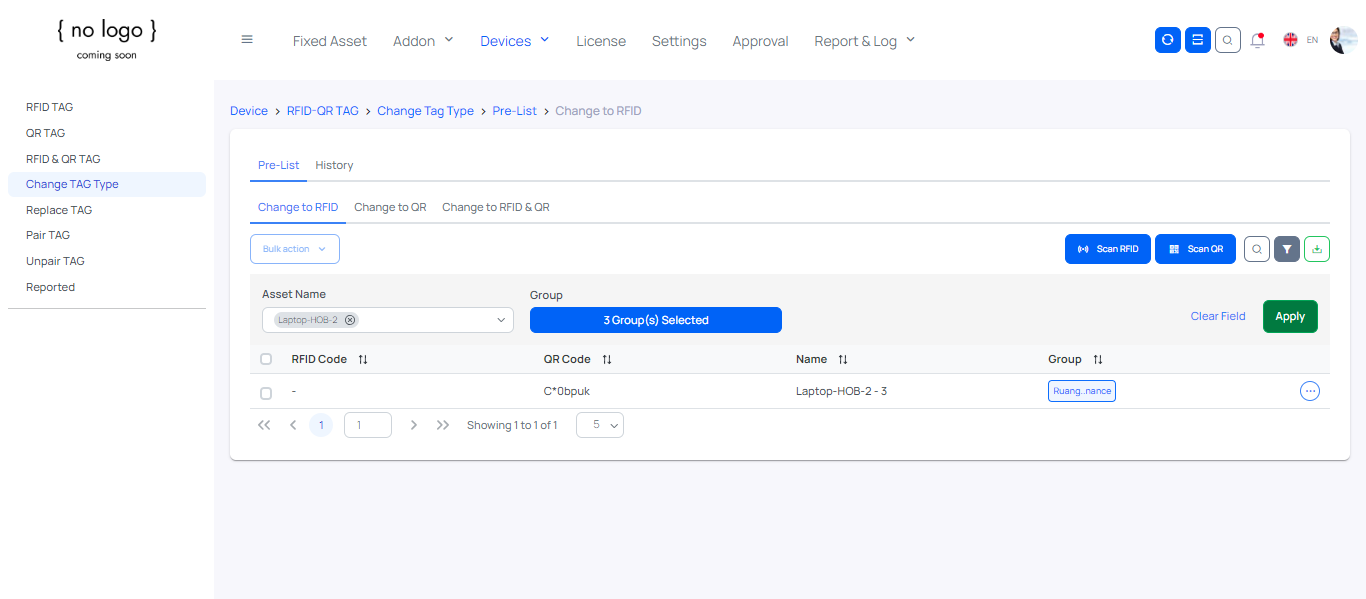 { no logo }
coming soon
Fixed Asset Addon Devices License Settings Approval Report & Log EN
RFID TAG
QR TAG
RFID & QR TAG
Change TAG Type
Replace TAG
Pair TAG
Unpair TAG
Reported
Device > RFID-QR TAG > Change Tag Type > Pre-List > Change to RFID
Pre-List History
Change to RFID Change to QR Change to RFID & QR
Bulk action Scan RFID Scan QR
Asset Name Group
Laptop-HOB-2 3 Group(s) Selected Clear Field Apply
RFID Code QR Code Name Group
- C*0bpuk Laptop-HOB-2 - 3 Ruang..nance
1 1 Showing 1 to 1 of 1 5